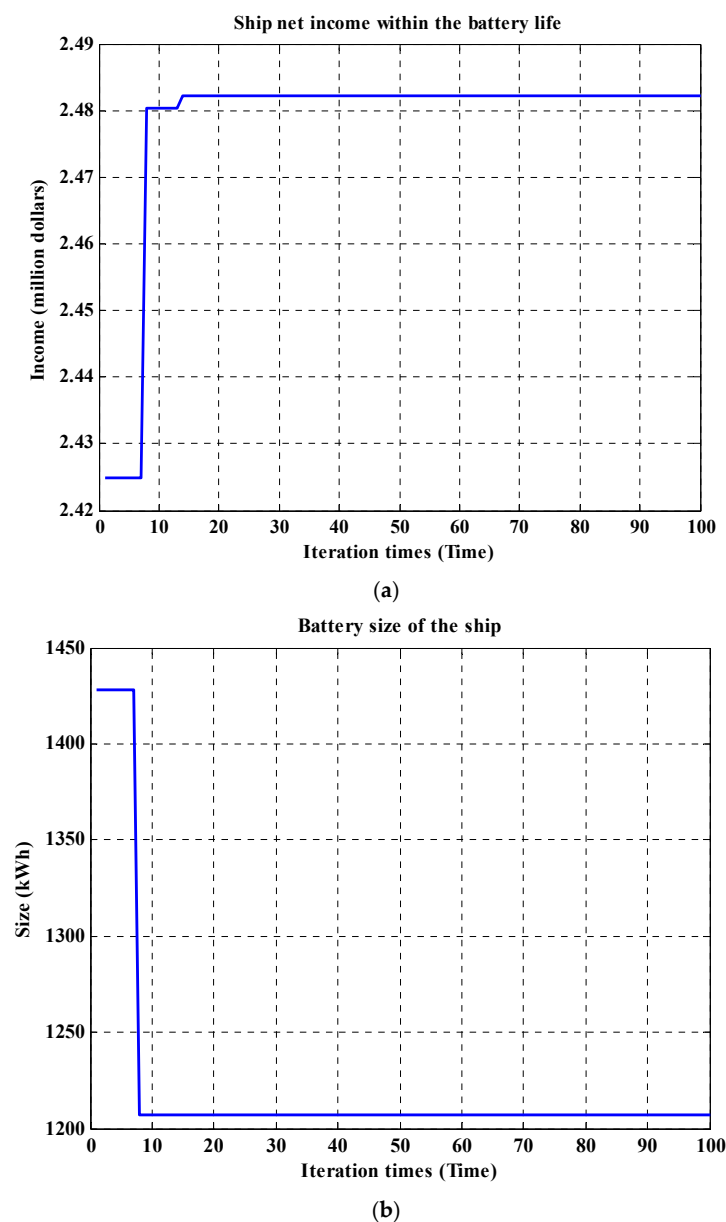 Ship net income within the battery life
2.49
2.48
2.47
2.46
2.45
2.44
2.43
2.42
Income (million dollars)
0 10 20 30 40 50 60 70 80 90 100
Iteration times (Time)
(a)
Battery size of the ship
1450
1400
1350
1300
1250
1200
Size (kWh)
0 10 20 30 40 50 60 70 80 90 100
Iteration times (Time)
(b)